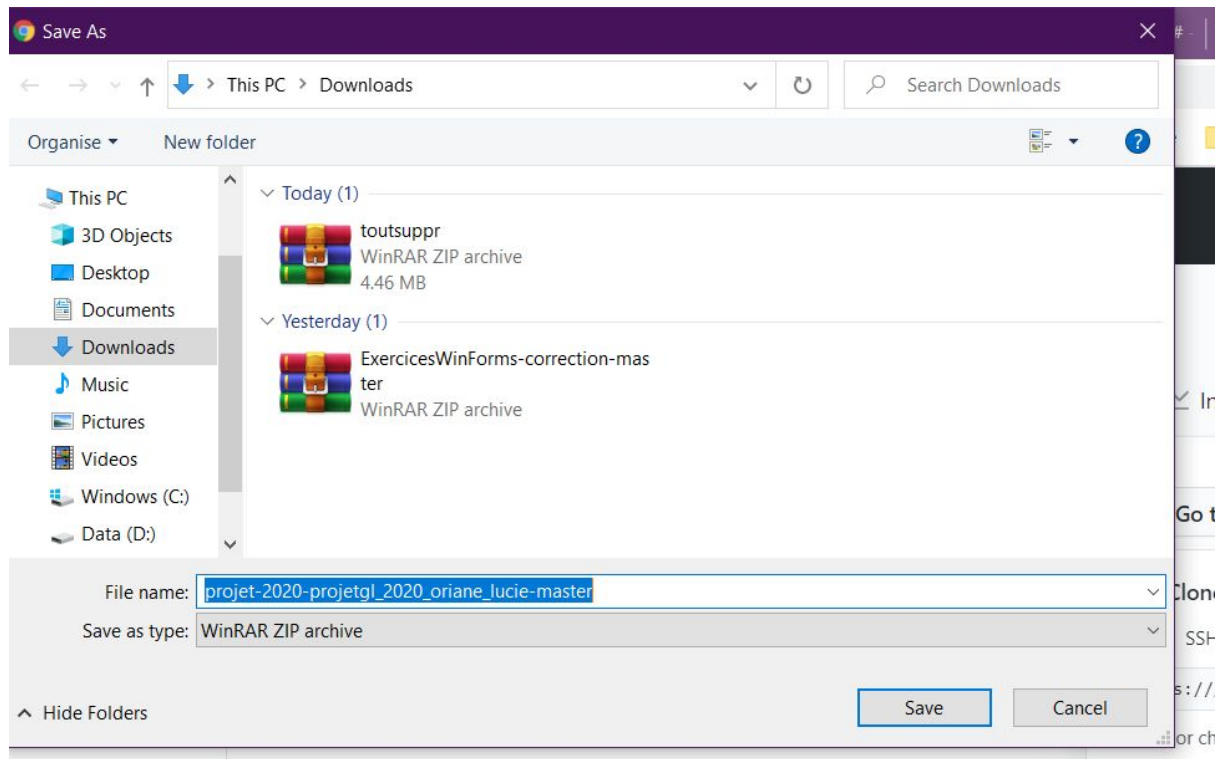 Save As
This PC > Downloads
Search Downloads
Organise
New folder
This PC
3D Objects
Desktop
Documents
Downloads
Music
Pictures
Videos
Windows (C:)
Data (D:)
Today (1)
toutsuppr
WinRAR ZIP archive
4.46 MB
Yesterday (1)
ExercicesWinForms-correction-mas
ter
WinRAR ZIP archive
File name: projet-2020-projetgl_2020_oriane_lucie-master
Save as type: WinRAR ZIP archive
Hide Folders
Save
Cancel
# -
Go t
SSH
s://
or ch